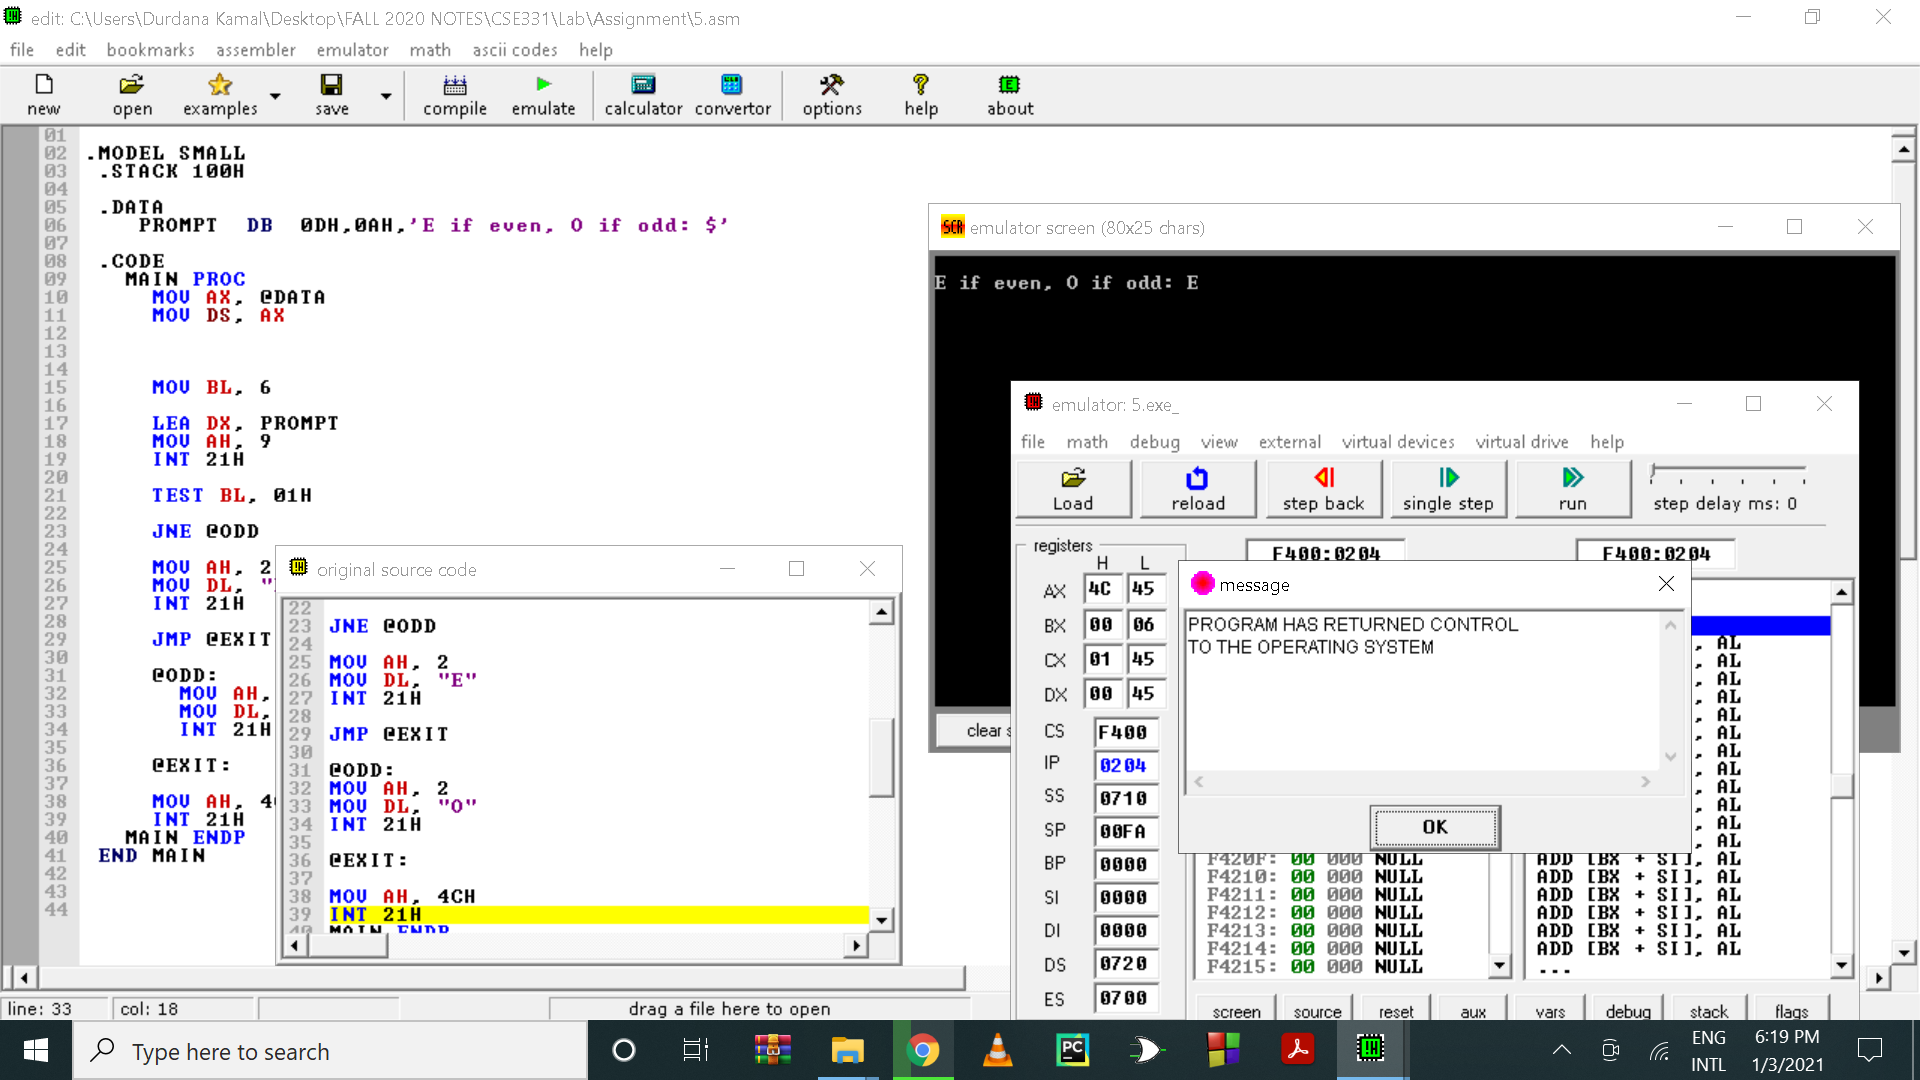 edit: C:\Users\Durdana Kamal\Desktop\FALL 2020 NOTES\CSE331\Lab\Assignment\5.asm
file edit bookmarks assembler emulator math ascii codes help
new open examples save compile emulate calculator convertor options help about
01
02 .MODEL SMALL
03 .STACK 100H
04
05 .DATA
06 PROMPT DB 0DH,0AH,'E if even, O if odd: $'
07
08 .CODE
09 MAIN PROC
10 MOV AX, @DATA
11 MOV DS, AX
12
13
14
15 MOV BL, 6
16
17 LEA DX, PROMPT
18 MOV AH, 9
19 INT 21H
20
21 TEST BL, 01H
22
23 JNE @ODD
24
25 MOV AH, 2
26 MOV DL, "
27 INT 21H
28
29 JMP @EXIT
30
31 @ODD:
32 MOV AH,
33 MOV DL,
34 INT 21H
35
36 @EXIT:
37
38 MOV AH, 4
39 INT 21H
40 MAIN ENDP
41 END MAIN
42
43
44
line: 33 col: 18 drag a file here to open
original source code
22
23 JNE @ODD
24
25 MOV AH, 2
26 MOV DL, "E"
27 INT 21H
28
29 JMP @EXIT
30
31 @ODD:
32 MOV AH, 2
33 MOV DL, "O"
34 INT 21H
35
36 @EXIT:
37
38 MOV AH, 4CH
39 INT 21H
40 MAIN ENDP
SCR emulator screen (80x25 chars)
E if even, O if odd: E
clear s
emulator: 5.exe_
file math debug view external virtual devices virtual drive help
Load reload step back single step run step delay ms: 0
registers F400:0204 F400:0204
H L
AX 4C 45
BX 00 06
CX 01 45
DX 00 45
CS F400
IP 0204
SS 0710
SP 00FA
BP 0000
SI 0000
DI 0000
DS 0720
ES 0700
, AL
, AL
, AL
, AL
, AL
, AL
, AL
, AL
, AL
, AL
, AL
, AL
F420F: 00 000 NULL ADD [BX + SI], AL
F4210: 00 000 NULL ADD [BX + SI], AL
F4211: 00 000 NULL ADD [BX + SI], AL
F4212: 00 000 NULL ADD [BX + SI], AL
F4213: 00 000 NULL ADD [BX + SI], AL
F4214: 00 000 NULL ADD [BX + SI], AL
F4215: 00 000 NULL ...
screen source reset aux vars debug stack flags
message
PROGRAM HAS RETURNED CONTROL
TO THE OPERATING SYSTEM
OK
Type here to search
PC
ENG
INTL
6:19 PM
1/3/2021